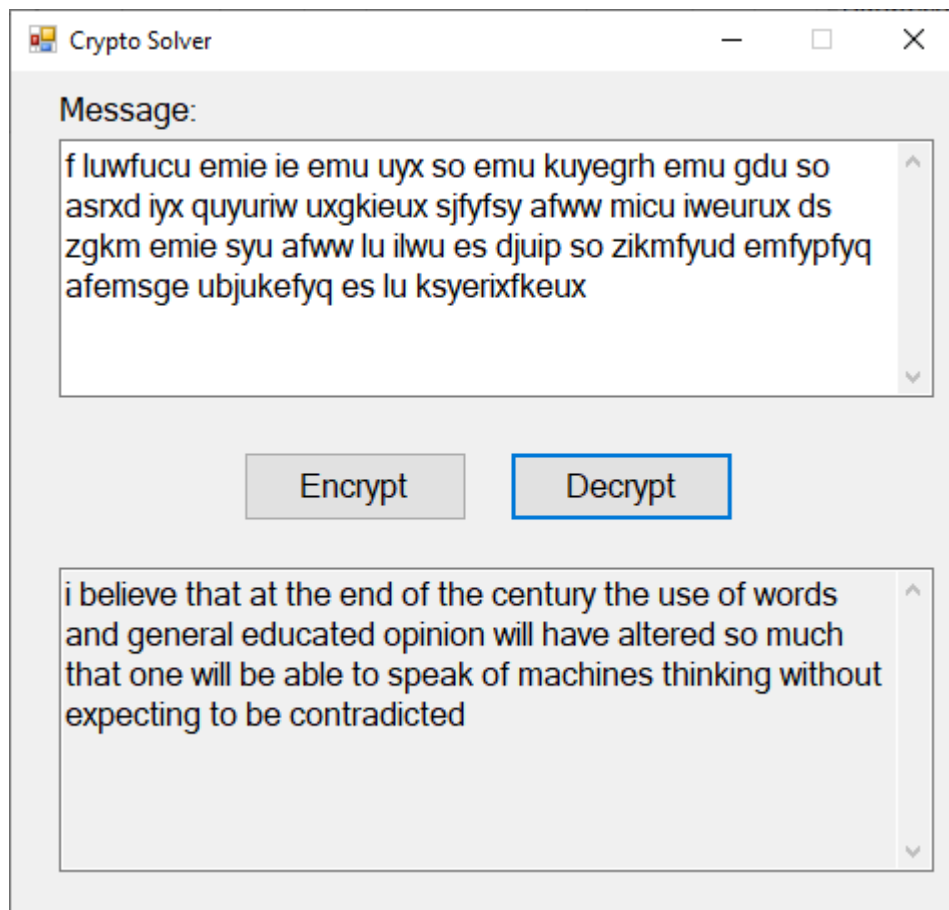 Crypto Solver
Message:
f luwfucu emie ie emu uyx so emu kuyegrh emu gdu so
asrxd iyx quyuriw uxgkieux sjfyfsy afww micu iweurux ds
zgkm emie syu afww lu ilwu es djuip so zikmfyud emfypfyq
afemsge ubjukefyq es lu ksyerixfkeux
Encrypt
Decrypt
i believe that at the end of the century the use of words
and general educated opinion will have altered so much
that one will be able to speak of machines thinking without
expecting to be contradicted